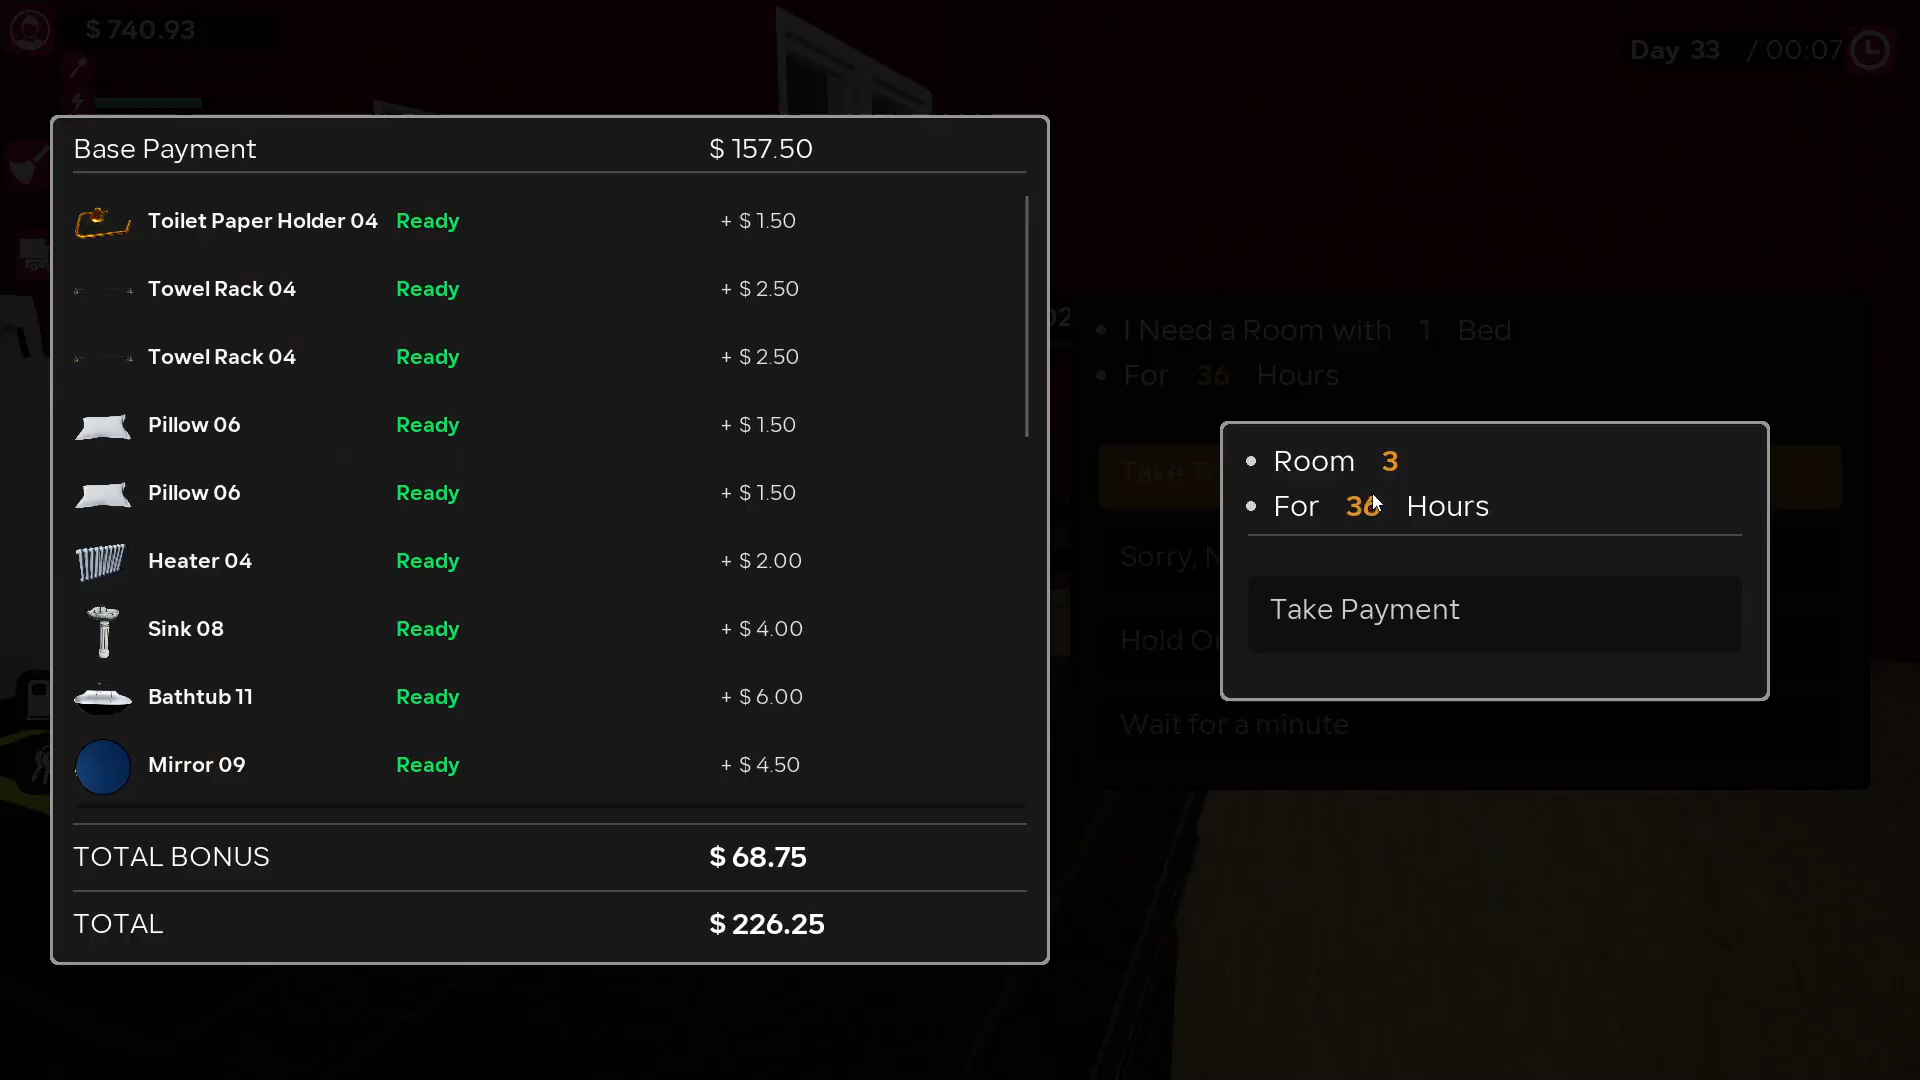 $ 740.93
Day 33 / 00:07
Base Payment $ 157.50
Toilet Paper Holder 04 Ready + $ 1.50
Towel Rack 04 Ready + $ 2.50
Towel Rack 04 Ready + $ 2.50
Pillow 06 Ready + $ 1.50
Pillow 06 Ready + $ 1.50
Heater 04 Ready + $ 2.00
Sink 08 Ready + $ 4.00
Bathtub 11 Ready + $ 6.00
Mirror 09 Ready + $ 4.50
TOTAL BONUS $ 68.75
TOTAL $ 226.25
I Need a Room with 1 Bed
For 36 Hours
Take
Sorry,
Hold
Wait for a minute
Room 3
For 36 Hours
Take Payment